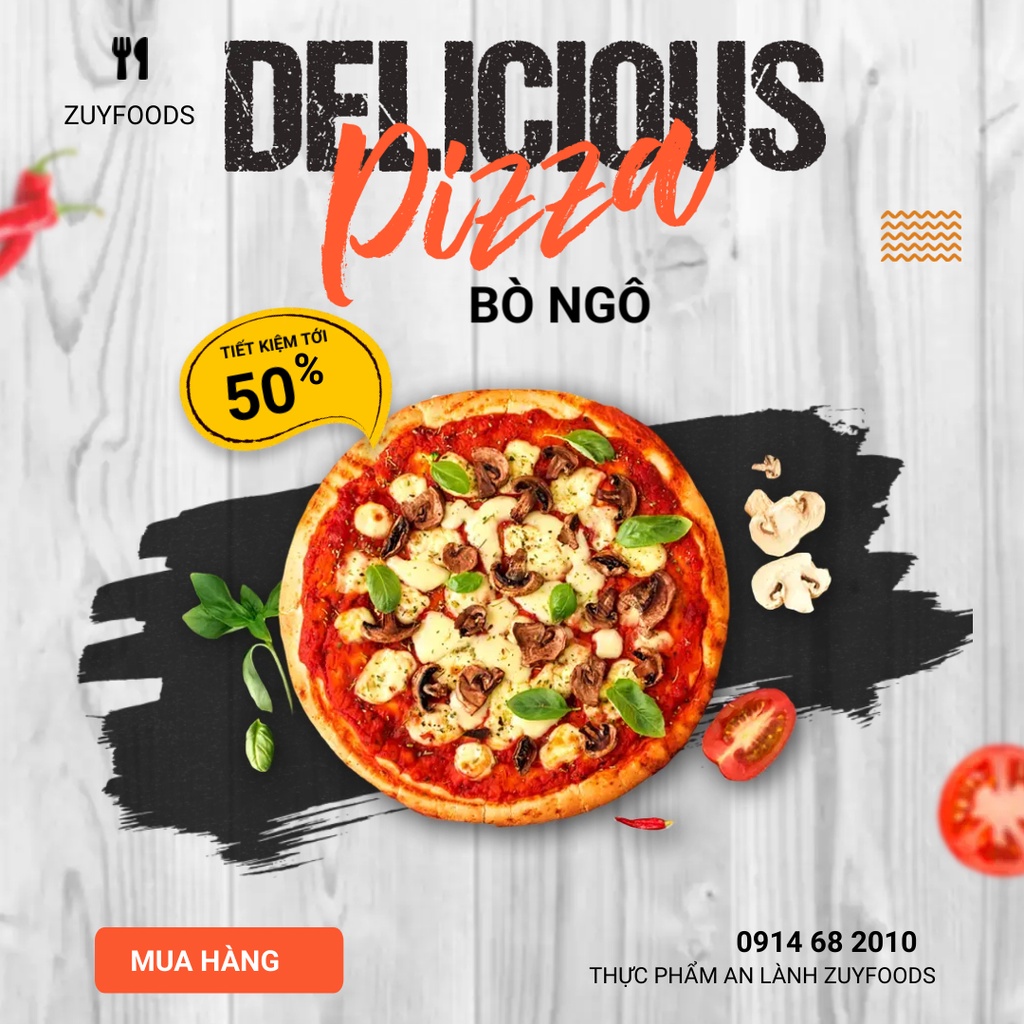 ZUYFOODS
DELICIOUS
Pizza
BÒ NGÔ
TIẾT KIỆM TỚI
50%
MUA HÀNG
0914 68 2010
THỰC PHẨM AN LÀNH ZUYFOODS